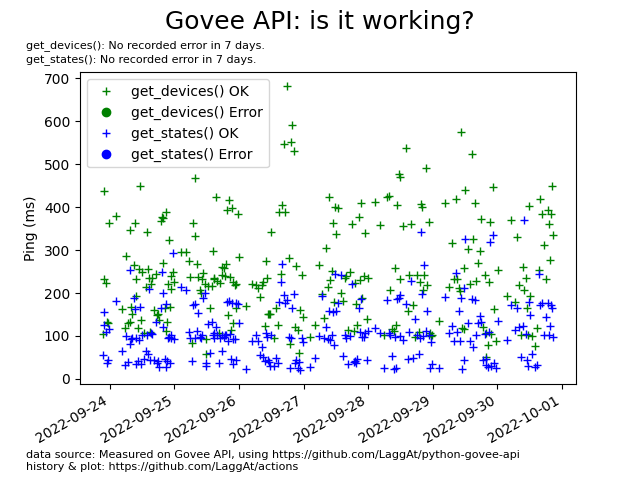 Govee API: is it working?
get_devices(): No recorded error in 7 days.
get_states(): No recorded error in 7 days.
700
600
500
400
300
200
100
0
Ping (ms)
get_devices() OK
get_devices() Error
get_states() OK
get_states() Error
2022-09-24
2022-09-25
2022-09-26
2022-09-27
2022-09-28
2022-09-29
2022-09-30
2022-10-01
data source: Measured on Govee API, using https://github.com/LaggAt/python-govee-api
history & plot: https://github.com/LaggAt/actions